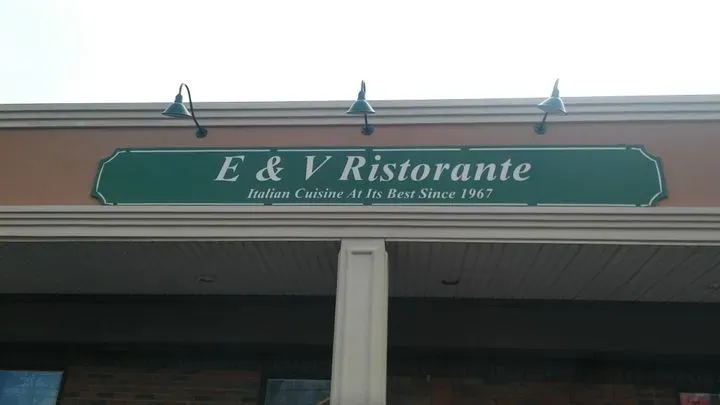 E & V Ristorante
Italian Cuisine At Its Best Since 1967